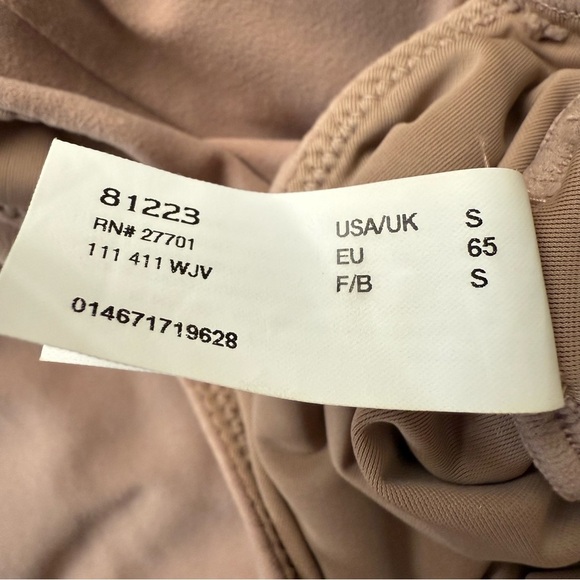 81223
RN# 27701
111 411 WJV
014671719628
USA/UK S
EU 65
F/B S